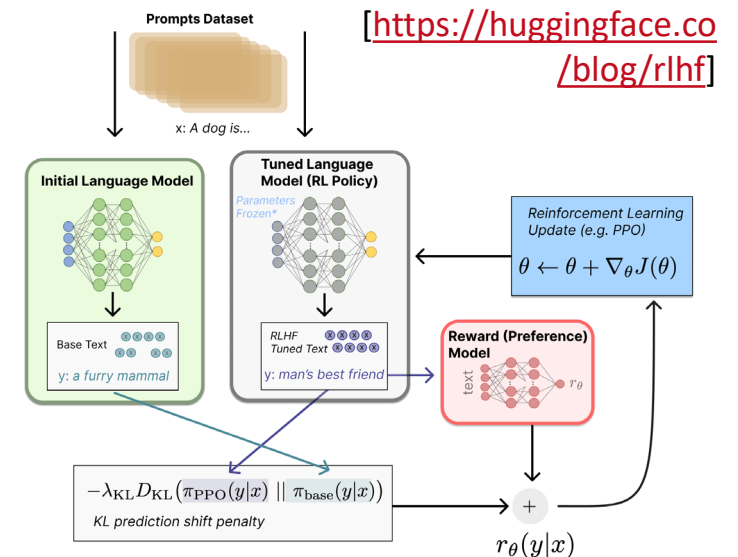 Prompts Dataset
[https://huggingface.co
/blog/rlhf]
x: A dog is...
Initial Language Model
Tuned Language
Model (RL Policy)
Parameters
Frozen*
Reinforcement Learning
Update (e.g. PPO)
θ ← θ + ∇θJ(θ)
Base Text
x x x x
x x x x
y: a furry mammal
RLHF
Tuned Text
x x x x
x x x x
y: man's best friend
Reward (Preference)
Model
text
rθ
−λKL DKL(πPPO(y|x) || πbase(y|x))
KL prediction shift penalty
+
rθ(y|x)